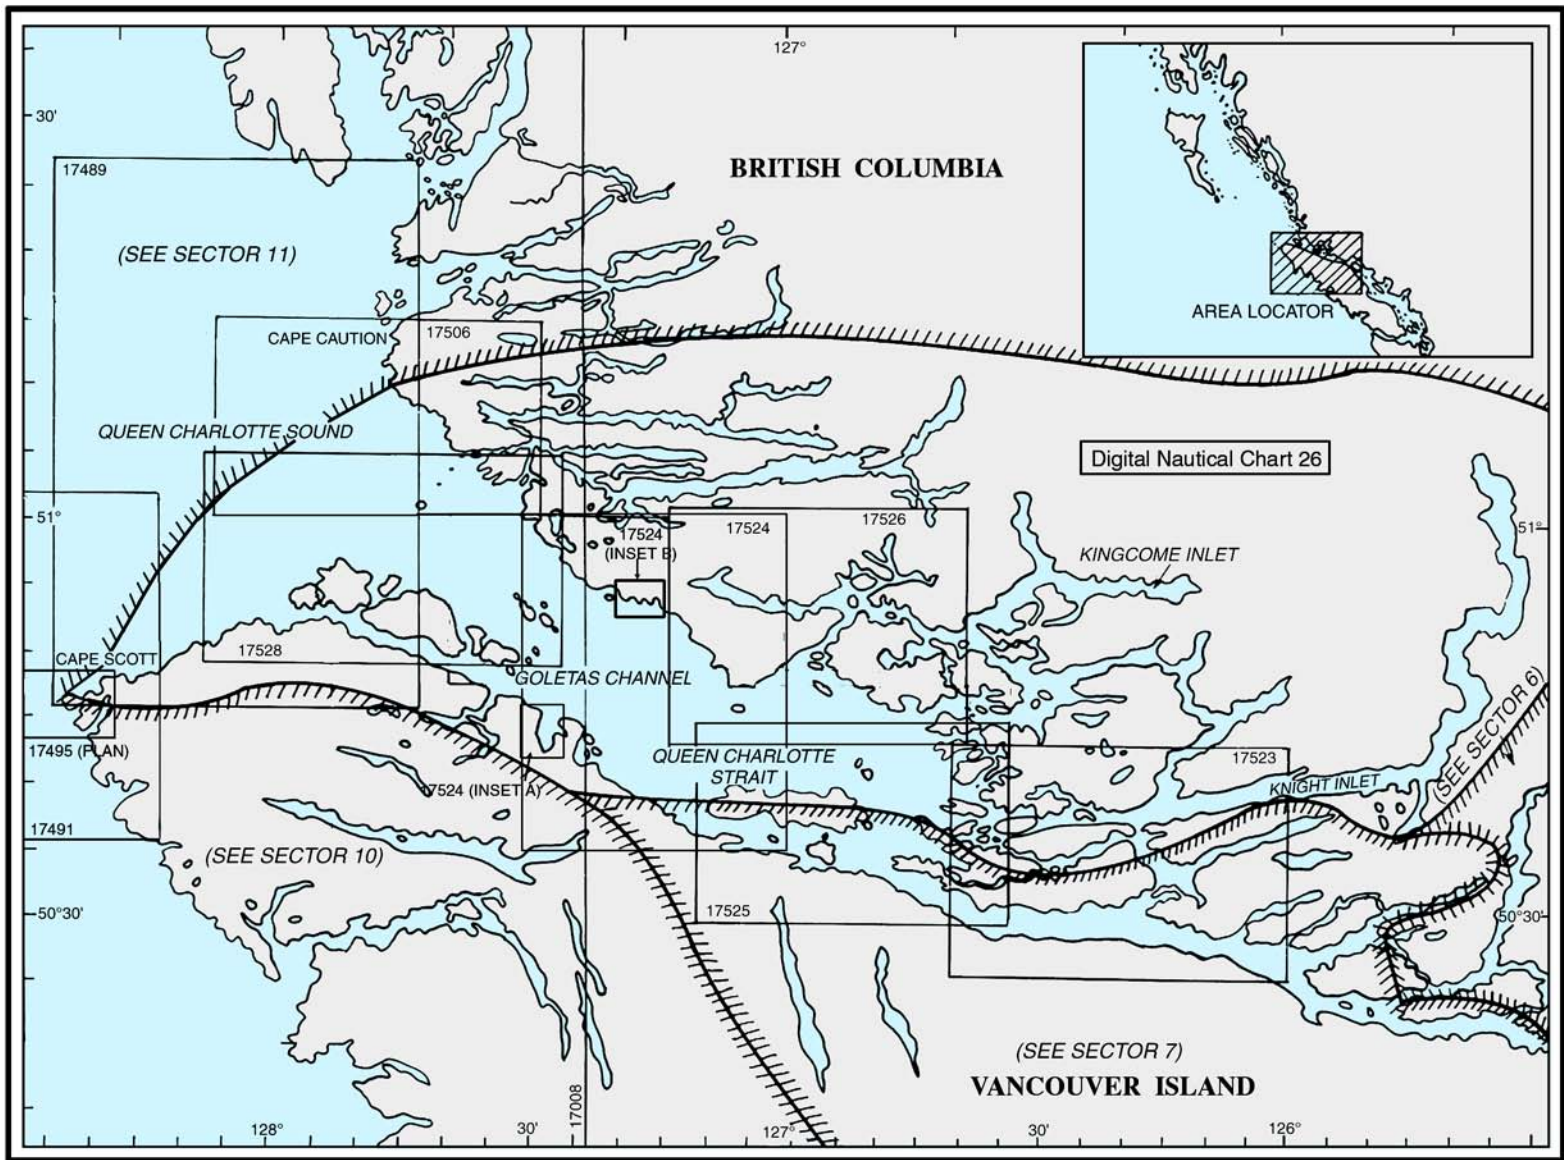 127°
30'
BRITISH COLUMBIA
17489
(SEE SECTOR 11)
AREA LOCATOR
CAPE CAUTION
17506
QUEEN CHARLOTTE SOUND
Digital Nautical Chart 26
51°
17524
(INSET B)
17524
17526
51°
KINGCOME INLET
CAPE SCOTT
17528
GOLETAS CHANNEL
(SEE SECTOR 6)
17495 (PLAN)
QUEEN CHARLOTTE
STRAIT
17523
17524 (INSET A)
KNIGHT INLET
17491
(SEE SECTOR 10)
50°30'
17525
50°30'
(SEE SECTOR 7)
VANCOUVER ISLAND
17008
128°
30'
127°
30'
126°